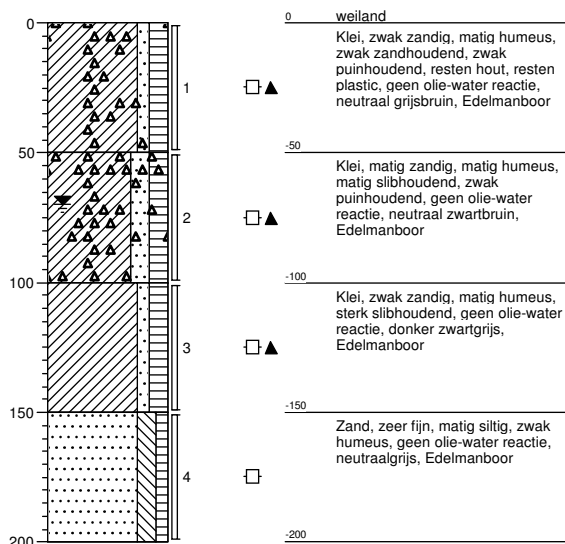 0
50
100
150
200
1
2
3
4
0 weiland
Klei, zwak zandig, matig humeus,
zwak zandhoudend, zwak
puinhoudend, resten hout, resten
plastic, geen olie-water reactie,
neutraal grijsbruin, Edelmanboor
-50
Klei, matig zandig, matig humeus,
matig slibhoudend, zwak
puinhoudend, geen olie-water
reactie, neutraal zwartbruin,
Edelmanboor
-100
Klei, zwak zandig, matig humeus,
sterk slibhoudend, geen olie-water
reactie, donker zwartgrijs,
Edelmanboor
-150
Zand, zeer fijn, matig siltig, zwak
humeus, geen olie-water reactie,
neutraalgrijs, Edelmanboor
-200